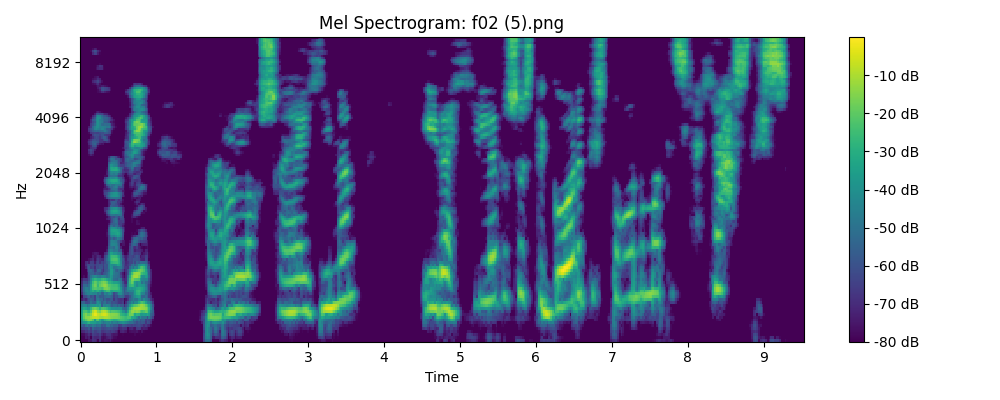 Mel Spectrogram: f02 (5).png
8192
4096
2048
1024
512
0
Hz
0 1 2 3 4 5 6 7 8 9
Time
-10 dB
-20 dB
-30 dB
-40 dB
-50 dB
-60 dB
-70 dB
-80 dB